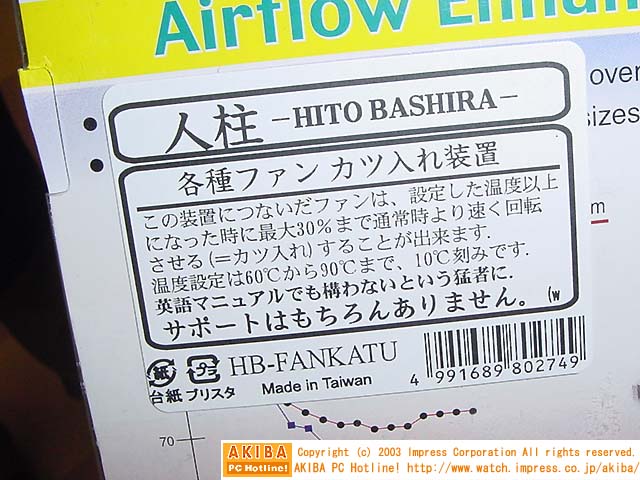 Airflow Enhan
over
sizes
人柱 -HITO BASHIRA-
各種ファン カツ入れ装置
この装置につないだファンは、設定した温度以上
になった時に最大30%まで通常時より速く回転
させる(=カツ入れ)することが出来ます.
温度設定は60℃から90℃まで、10℃刻みです.
英語マニュアルでも構わないという猛者に.
サポートはもちろんありません。(w
m
紙 プラ HB-FANKATU
台紙 ブリスタ Made in Taiwan
4 991689 802749
70
AKIBA PC Hotline!
Copyright (c) 2003 Impress Corporation All rights reserved.
AKIBA PC Hotline! http://www.watch.impress.co.jp/akiba/